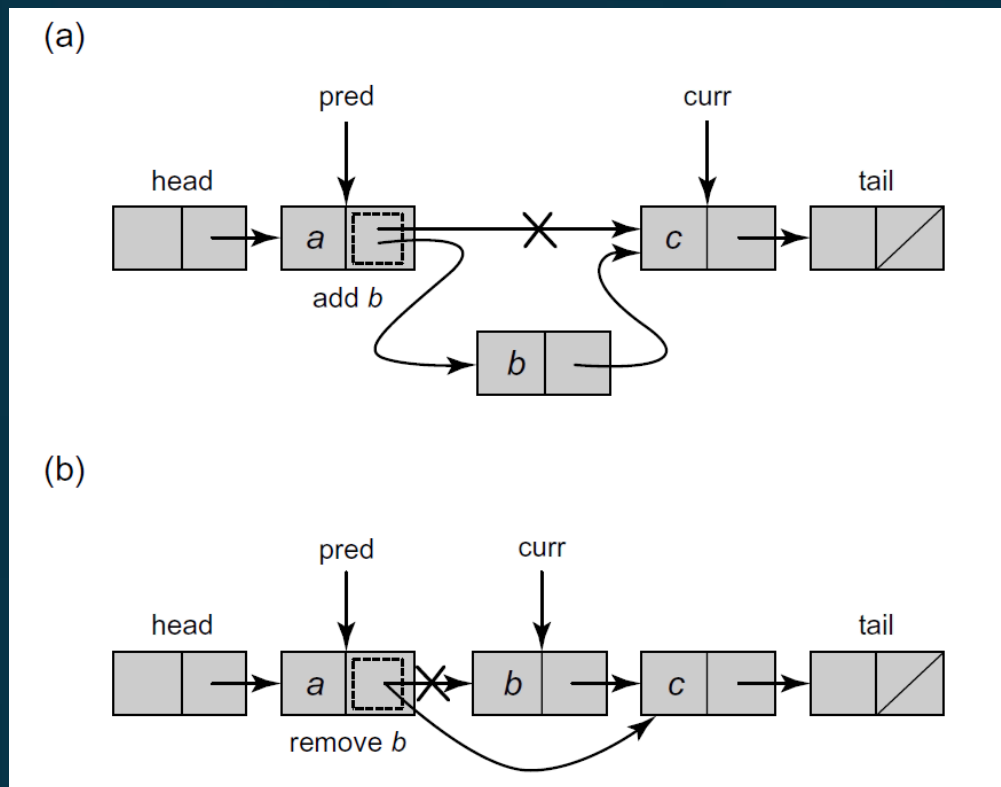 (a)
pred
curr
head
tail
a
c
add b
b
(b)
pred
curr
head
tail
a
b
c
remove b